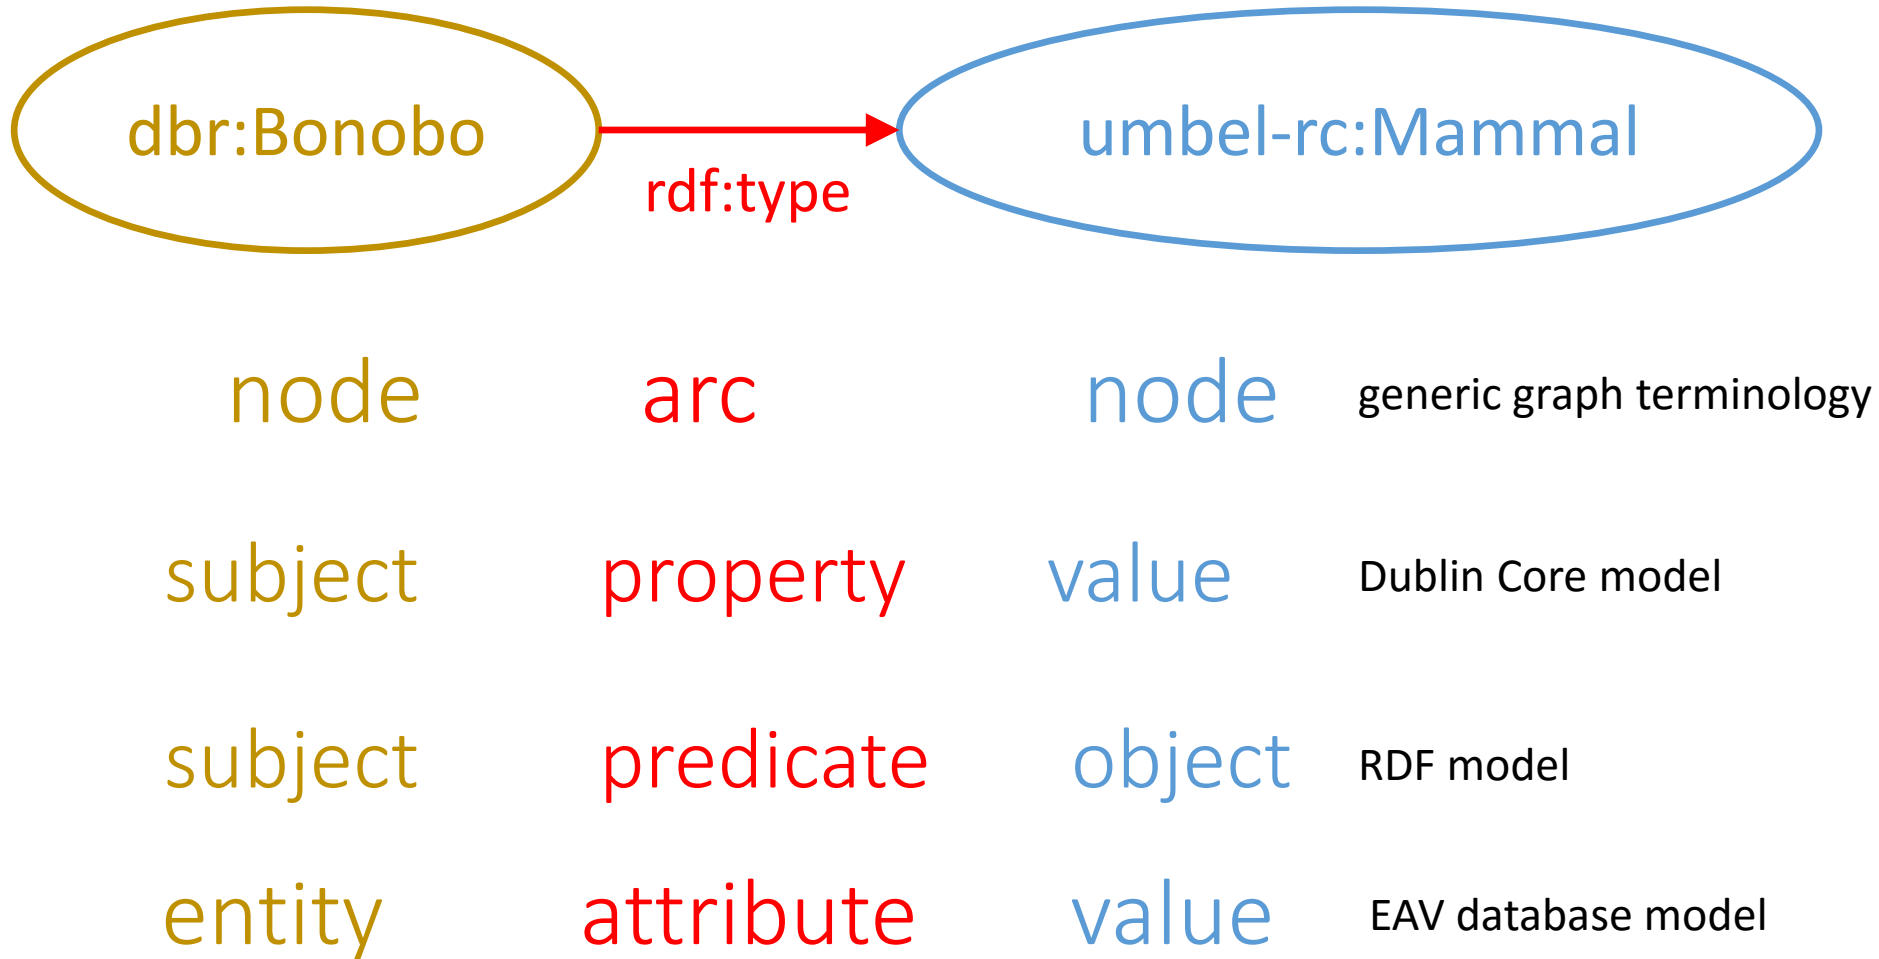 dbr:Bonobo umbel-rc:Mammal
rdf:type
node arc node generic graph terminology
subject property value Dublin Core model
subject predicate object RDF model
entity attribute value EAV database model